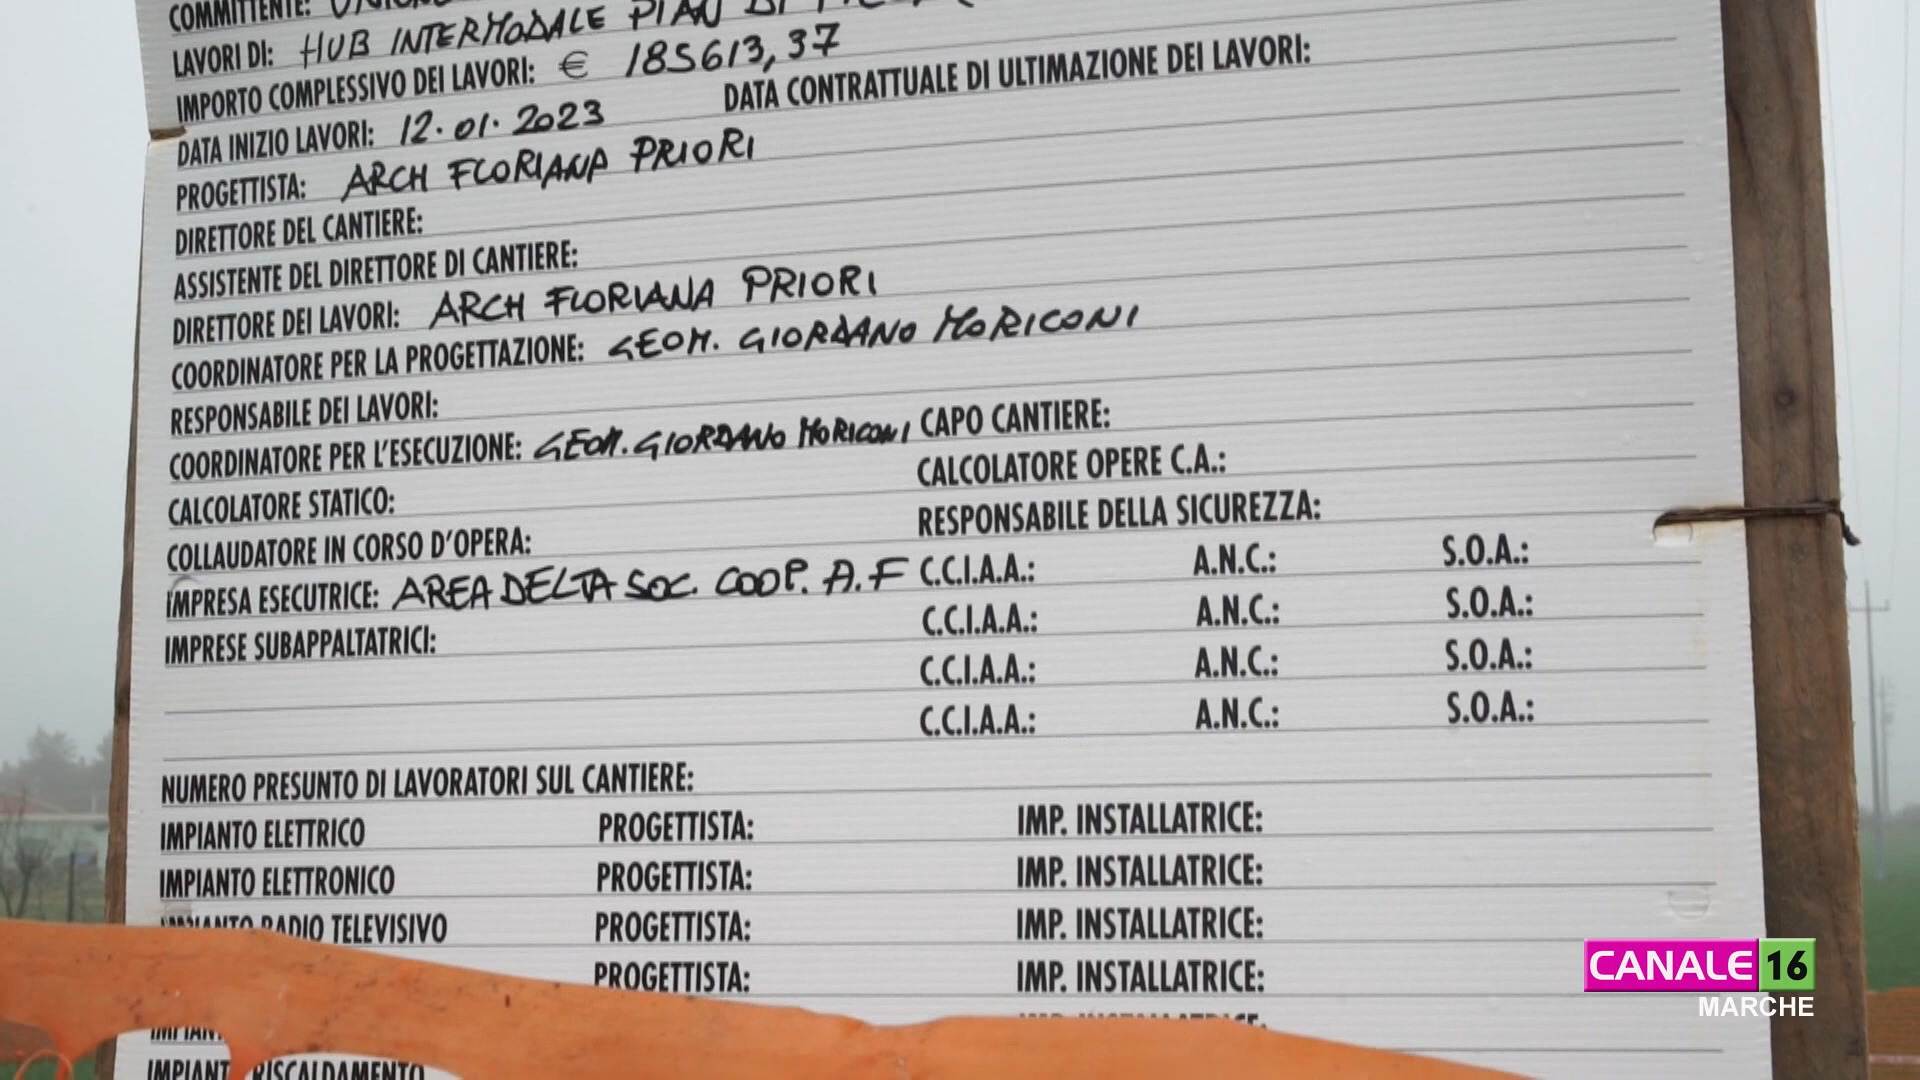 COMMITTENTE:
LAVORI DI: HUB INTERMODALE PIAN DI
IMPORTO COMPLESSIVO DEI LAVORI: € 185613,37
DATA INIZIO LAVORI: 12.01.2023 DATA CONTRATTUALE DI ULTIMAZIONE DEI LAVORI:
PROGETTISTA: ARCH FLORIANA PRIORI
DIRETTORE DEL CANTIERE:
ASSISTENTE DEL DIRETTORE DI CANTIERE:
DIRETTORE DEI LAVORI: ARCH FLORIANA PRIORI
COORDINATORE PER LA PROGETTAZIONE: GEOM. GIORDANO MORICONI
RESPONSABILE DEI LAVORI:
COORDINATORE PER L'ESECUZIONE: GEOM. GIORDANO MORICONI CAPO CANTIERE:
CALCOLATORE STATICO: CALCOLATORE OPERE C.A.:
COLLAUDATORE IN CORSO D'OPERA: RESPONSABILE DELLA SICUREZZA:
IMPRESA ESECUTRICE: AREA DELTA SOC. COOP. A.F C.C.I.A.A.: A.N.C.: S.O.A.:
IMPRESE SUBAPPALTATRICI: C.C.I.A.A.: A.N.C.: S.O.A.:
C.C.I.A.A.: A.N.C.: S.O.A.:
C.C.I.A.A.: A.N.C.: S.O.A.:
NUMERO PRESUNTO DI LAVORATORI SUL CANTIERE:
IMPIANTO ELETTRICO PROGETTISTA: IMP. INSTALLATRICE:
IMPIANTO ELETTRONICO PROGETTISTA: IMP. INSTALLATRICE:
IMPIANTO RADIO TELEVISIVO PROGETTISTA: IMP. INSTALLATRICE:
PROGETTISTA: IMP. INSTALLATRICE:
IMP. INSTALLATRICE:
RISCALDAMENTO
CANALE 16
MARCHE